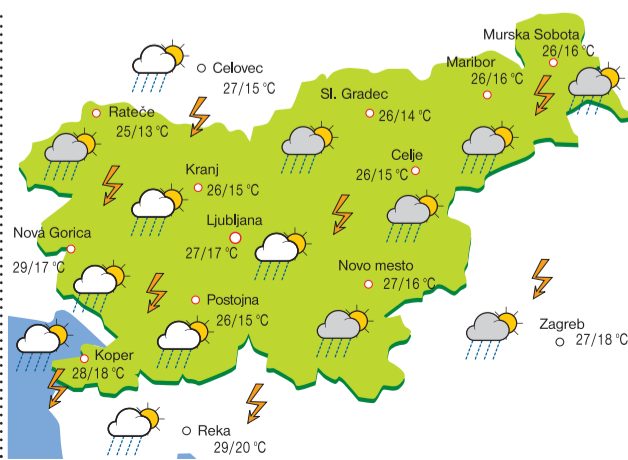 Murska Sobota
26/16 °C
Maribor
26/16 °C
Celovec
27/15 °C
Sl. Gradec
26/14 °C
Rateče
25/13 °C
Celje
26/15 °C
Kranj
26/15 °C
Ljubljana
27/17 °C
Nova Gorica
29/17 °C
Novo mesto
27/16 °C
Postojna
26/15 °C
Zagreb
27/18 °C
Koper
28/18 °C
Reka
29/20 °C